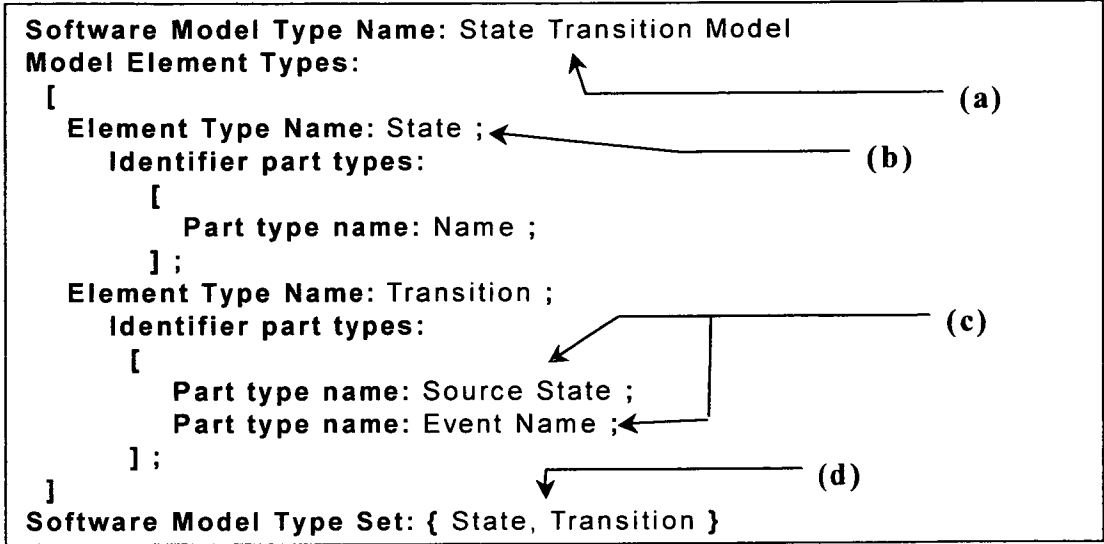 Software Model Type Name: State Transition Model
Model Element Types:
[
(a)
Element Type Name: State ;
(b)
Identifier part types:
[
Part type name: Name ;
] ;
Element Type Name: Transition ;
Identifier part types:
(c)
[
Part type name: Source State ;
Part type name: Event Name ;
] ;
(d)
]
Software Model Type Set: { State, Transition }